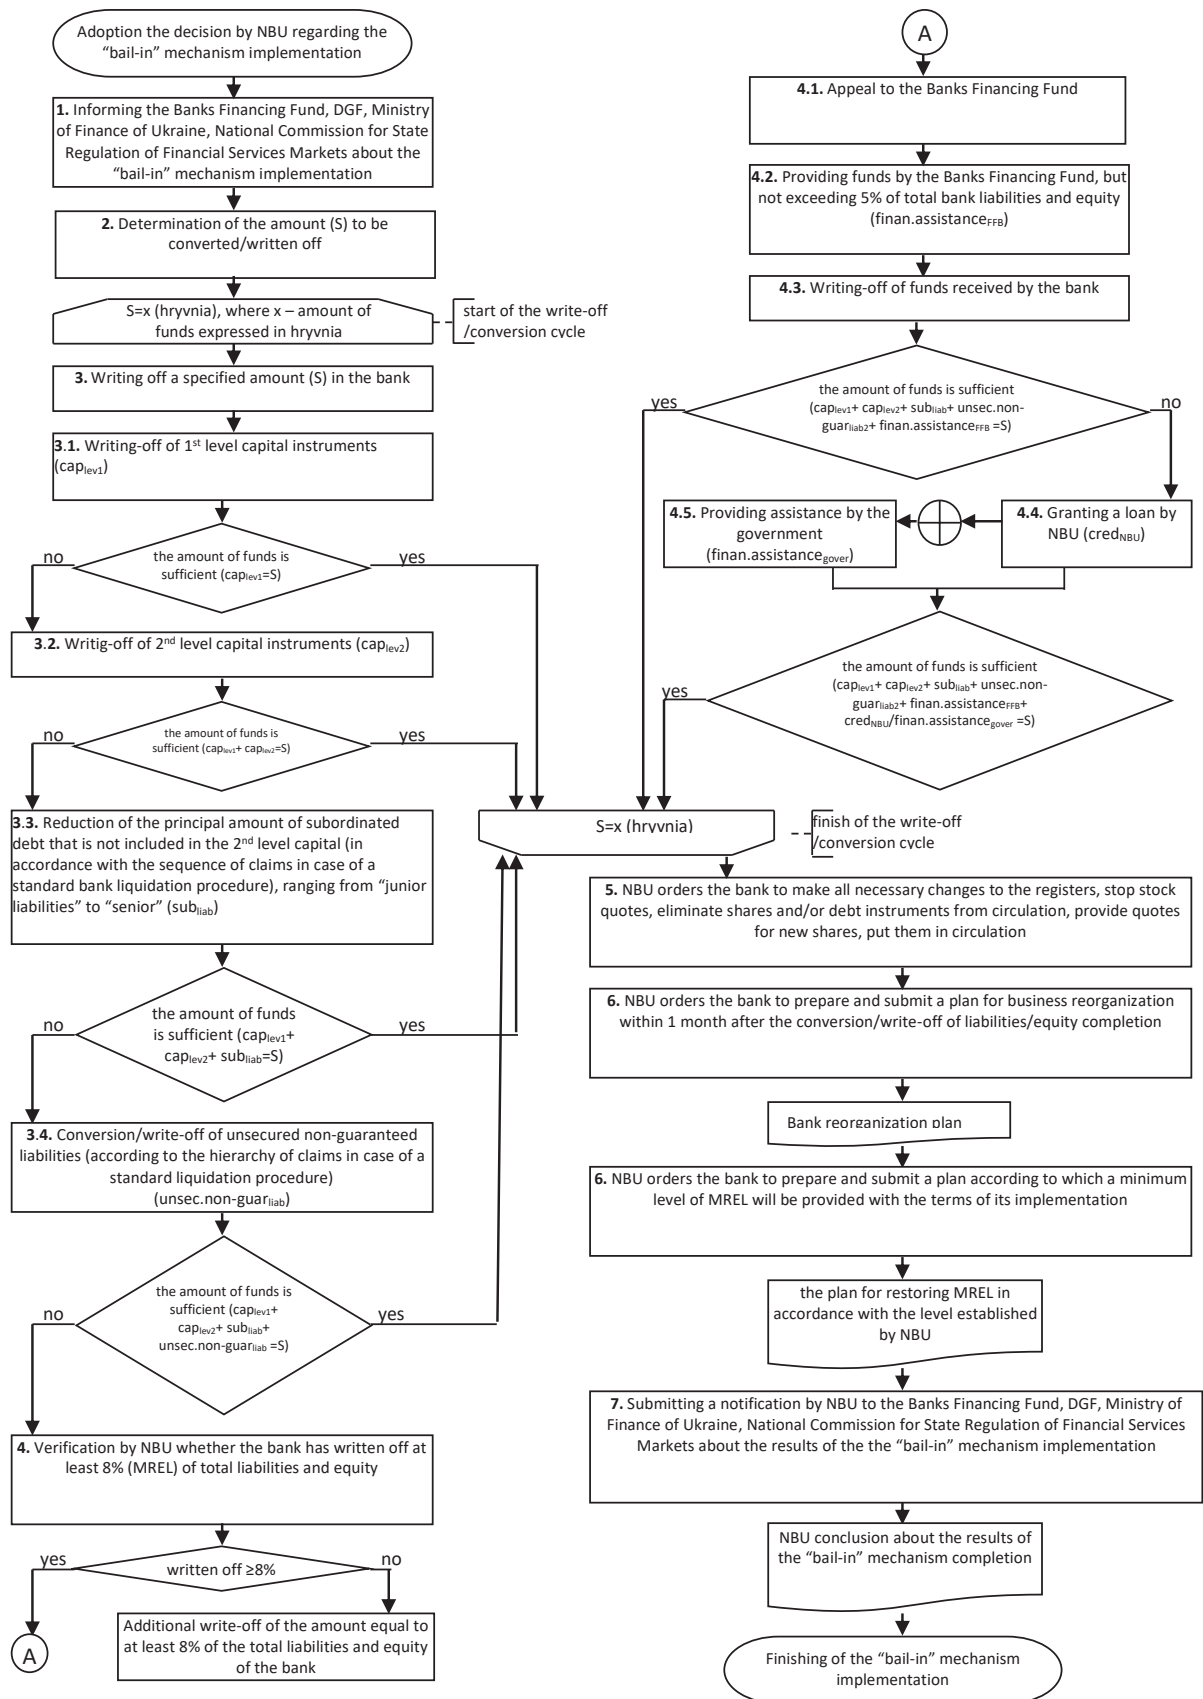 Adoption the decision by NBU regarding the
“bail-in” mechanism implementation
1. Informing the Banks Financing Fund, DGF, Ministry
of Finance of Ukraine, National Commission for State
Regulation of Financial Services Markets about the
“bail-in” mechanism implementation
2. Determination of the amount (S) to be
converted/written off
S=x (hryvnia), where x – amount of
funds expressed in hryvnia
start of the write-off
/conversion cycle
3. Writing off a specified amount (S) in the bank
3.1. Writing-off of 1st level capital instruments
(caplev1)
no
the amount of funds is
sufficient (caplev1=S)
yes
3.2. Writig-off of 2nd level capital instruments (caplev2)
no
the amount of funds is
sufficient (caplev1+ caplev2=S)
yes
3.3. Reduction of the principal amount of subordinated
debt that is not included in the 2nd level capital (in
accordance with the sequence of claims in case of a
standard bank liquidation procedure), ranging from “junior
liabilities” to “senior” (subliab)
no
the amount of funds
is sufficient (caplev1+
caplev2+ subliab=S)
yes
3.4. Conversion/write-off of unsecured non-guaranteed
liabilities (according to the hierarchy of claims in case of a
standard liquidation procedure)
(unsec.non-guarliab)
no
the amount of funds is
sufficient (caplev1+
caplev2+ subliab+
unsec.non-guarliab =S)
yes
4. Verification by NBU whether the bank has written off at
least 8% (MREL) of total liabilities and equity
yes
written off ≥8%
no
A
Additional write-off of the amount equal to
at least 8% of the total liabilities and equity
of the bank
A
4.1. Appeal to the Banks Financing Fund
4.2. Providing funds by the Banks Financing Fund, but
not exceeding 5% of total bank liabilities and equity
(finan.assistanceFFB)
4.3. Writing-off of funds received by the bank
yes
the amount of funds is sufficient
(caplev1+ caplev2+ subliab+ unsec.non-
guarliab2+ finan.assistanceFFB =S)
no
4.5. Providing assistance by the
government
(finan.assistancegover)
4.4. Granting a loan by
NBU (credNBU)
yes
the amount of funds is sufficient
(caplev1+ caplev2+ subliab+ unsec.non-
guarliab2+ finan.assistanceFFB+
credNBU/finan.assistancegover =S)
S=x (hryvnia)
finish of the write-off
/conversion cycle
5. NBU orders the bank to make all necessary changes to the registers, stop stock
quotes, eliminate shares and/or debt instruments from circulation, provide quotes
for new shares, put them in circulation
6. NBU orders the bank to prepare and submit a plan for business reorganization
within 1 month after the conversion/write-off of liabilities/equity completion
Bank reorganization plan
6. NBU orders the bank to prepare and submit a plan according to which a minimum
level of MREL will be provided with the terms of its implementation
the plan for restoring MREL in
accordance with the level established
by NBU
7. Submitting a notification by NBU to the Banks Financing Fund, DGF, Ministry of
Finance of Ukraine, National Commission for State Regulation of Financial Services
Markets about the results of the the “bail-in” mechanism implementation
NBU conclusion about the results of
the “bail-in” mechanism completion
Finishing of the “bail-in” mechanism
implementation